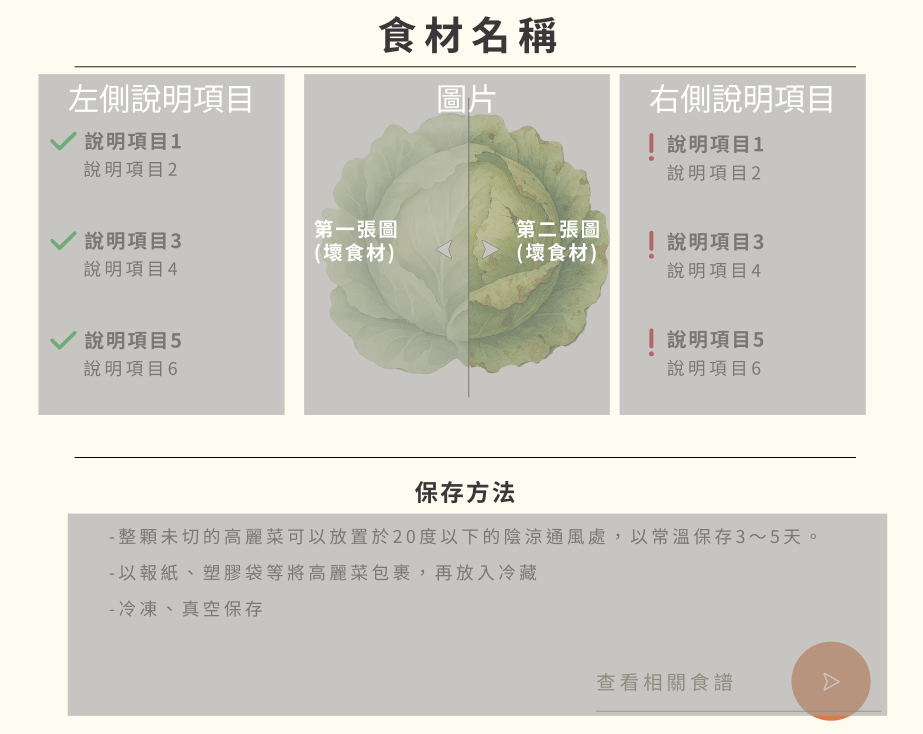 食材名稱
左側說明項目
說明項目1
說明項目2
說明項目3
說明項目4
說明項目5
說明項目6
圖片
第一張圖
(壞食材)
第二張圖
(壞食材)
右側說明項目
說明項目1
說明項目2
說明項目3
說明項目4
說明項目5
說明項目6
保存方法
-整顆未切的高麗菜可以放置於20度以下的陰涼通風處，以常溫保存3～5天。
-以報紙、塑膠袋等將高麗菜包裹，再放入冷藏
-冷凍、真空保存
查看相關食譜